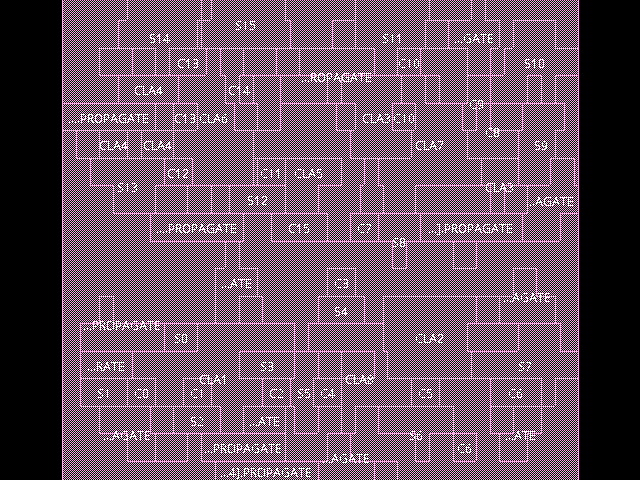 S15
S14 S11 ...GATE
C13 C10 S10
...ROPAGATE
CLA4 C14
C9
...PROPAGATE C13 CLA6 CLA3 C10
C8
CLA4 CLA4 CLA7 S9
C12 C11 CLA5
S13 CLA3
S12 ...AGATE
...PROPAGATE C15 C7 ...].PROPAGATE
S8
...ATE C3
...AGATE
S4
...PROPAGATE
S0 CLA2
...RATE S3 S7
CLA1 CLA8
S1 C0 C1 C2 S5 C4 C5
S2 ...ATE
...AGATE S6 ...ATE
...PROPAGATE C6
...AGATE
...4].PROPAGATE